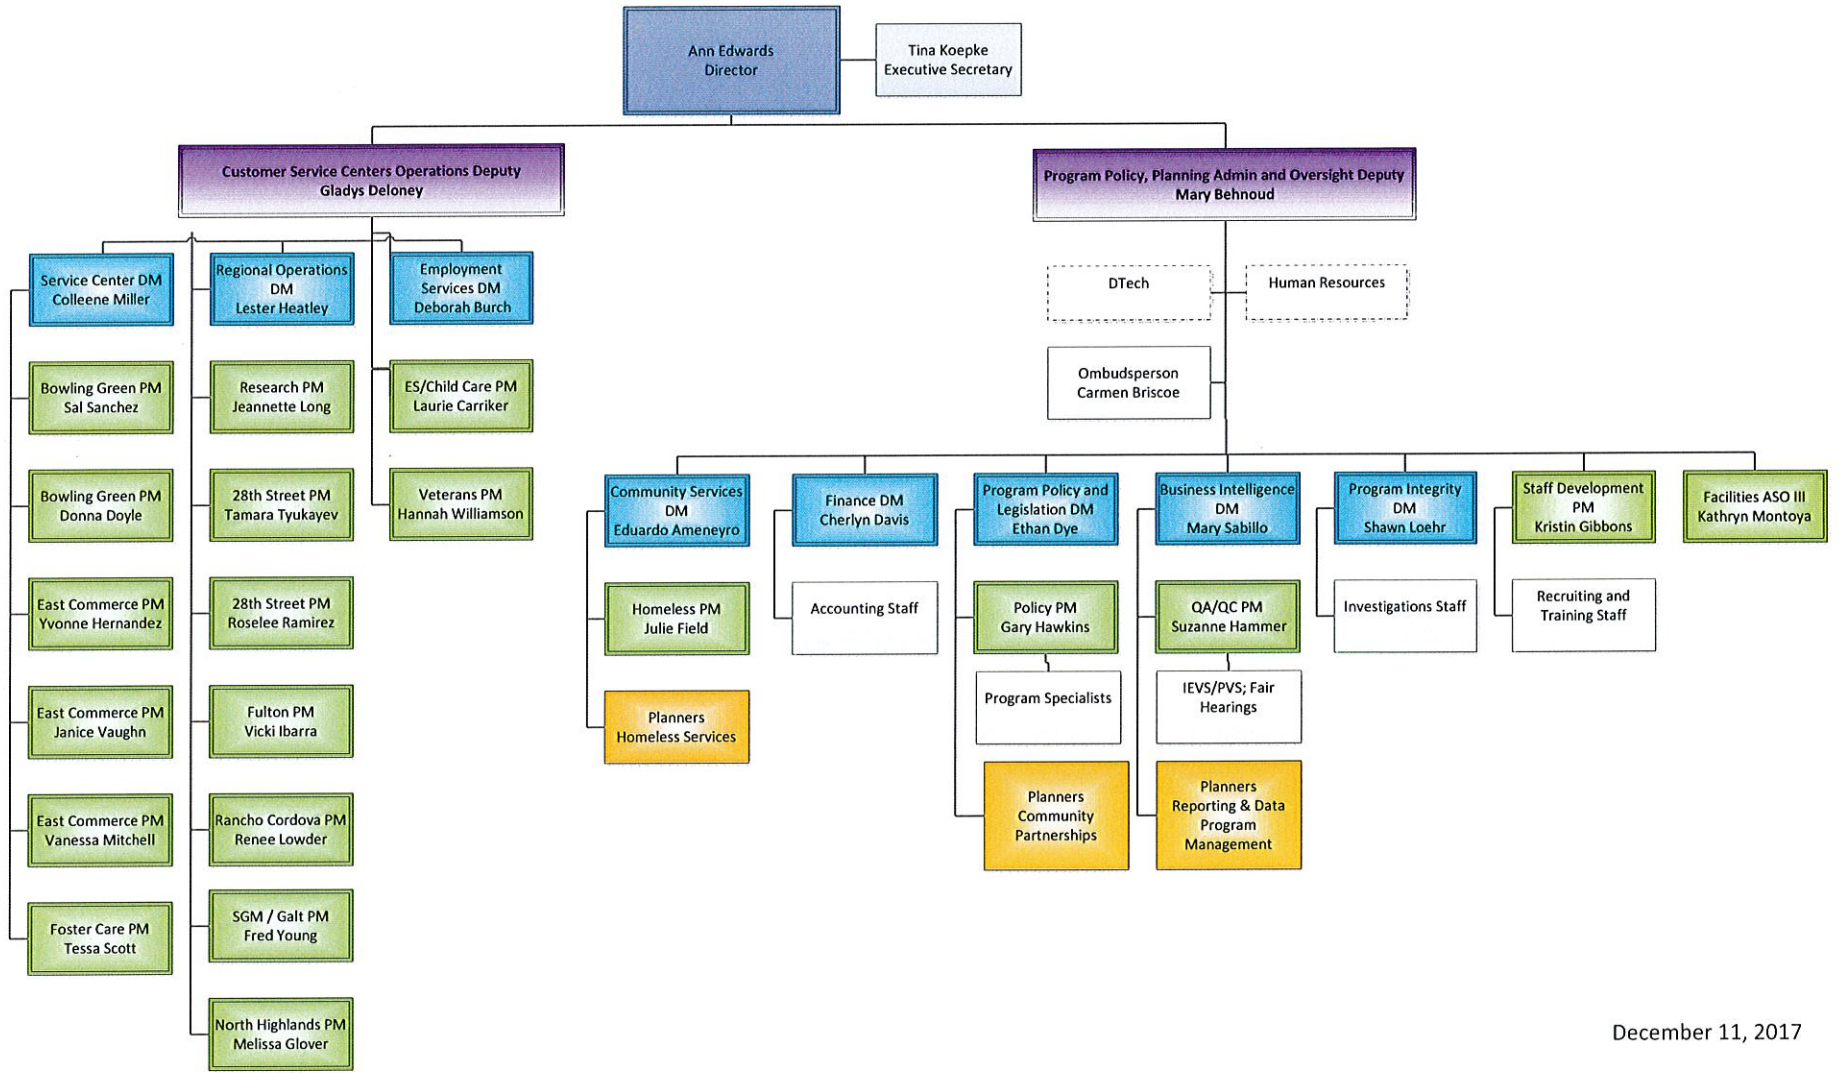 Ann Edwards
Director
Tina Koepke
Executive Secretary
Customer Service Centers Operations Deputy
Gladys Deloney
Program Policy, Planning Admin and Oversight Deputy
Mary Behnoud
Service Center DM
Colleene Miller
Regional Operations
DM
Lester Heatley
Employment
Services DM
Deborah Burch
DTech
Human Resources
Ombudsperson
Carmen Briscoe
Bowling Green PM
Sal Sanchez
Bowling Green PM
Donna Doyle
East Commerce PM
Yvonne Hernandez
East Commerce PM
Janice Vaughn
East Commerce PM
Vanessa Mitchell
Foster Care PM
Tessa Scott
Research PM
Jeannette Long
28th Street PM
Tamara Tyukayev
28th Street PM
Roselee Ramirez
Fulton PM
Vicki Ibarra
Rancho Cordova PM
Renee Lowder
SGM / Galt PM
Fred Young
North Highlands PM
Melissa Glover
ES/Child Care PM
Laurie Carriker
Veterans PM
Hannah Williamson
Community Services
DM
Eduardo Ameneyro
Homeless PM
Julie Field
Planners
Homeless Services
Finance DM
Cherlyn Davis
Accounting Staff
Program Policy and
Legislation DM
Ethan Dye
Policy PM
Gary Hawkins
Program Specialists
Planners
Community
Partnerships
Business Intelligence
DM
Mary Sabillo
QA/QC PM
Suzanne Hammer
IEVS/PVS; Fair
Hearings
Planners
Reporting & Data
Program
Management
Program Integrity
DM
Shawn Loehr
Investigations Staff
Staff Development
PM
Kristin Gibbons
Recruiting and
Training Staff
Facilities ASO III
Kathryn Montoya
December 11, 2017